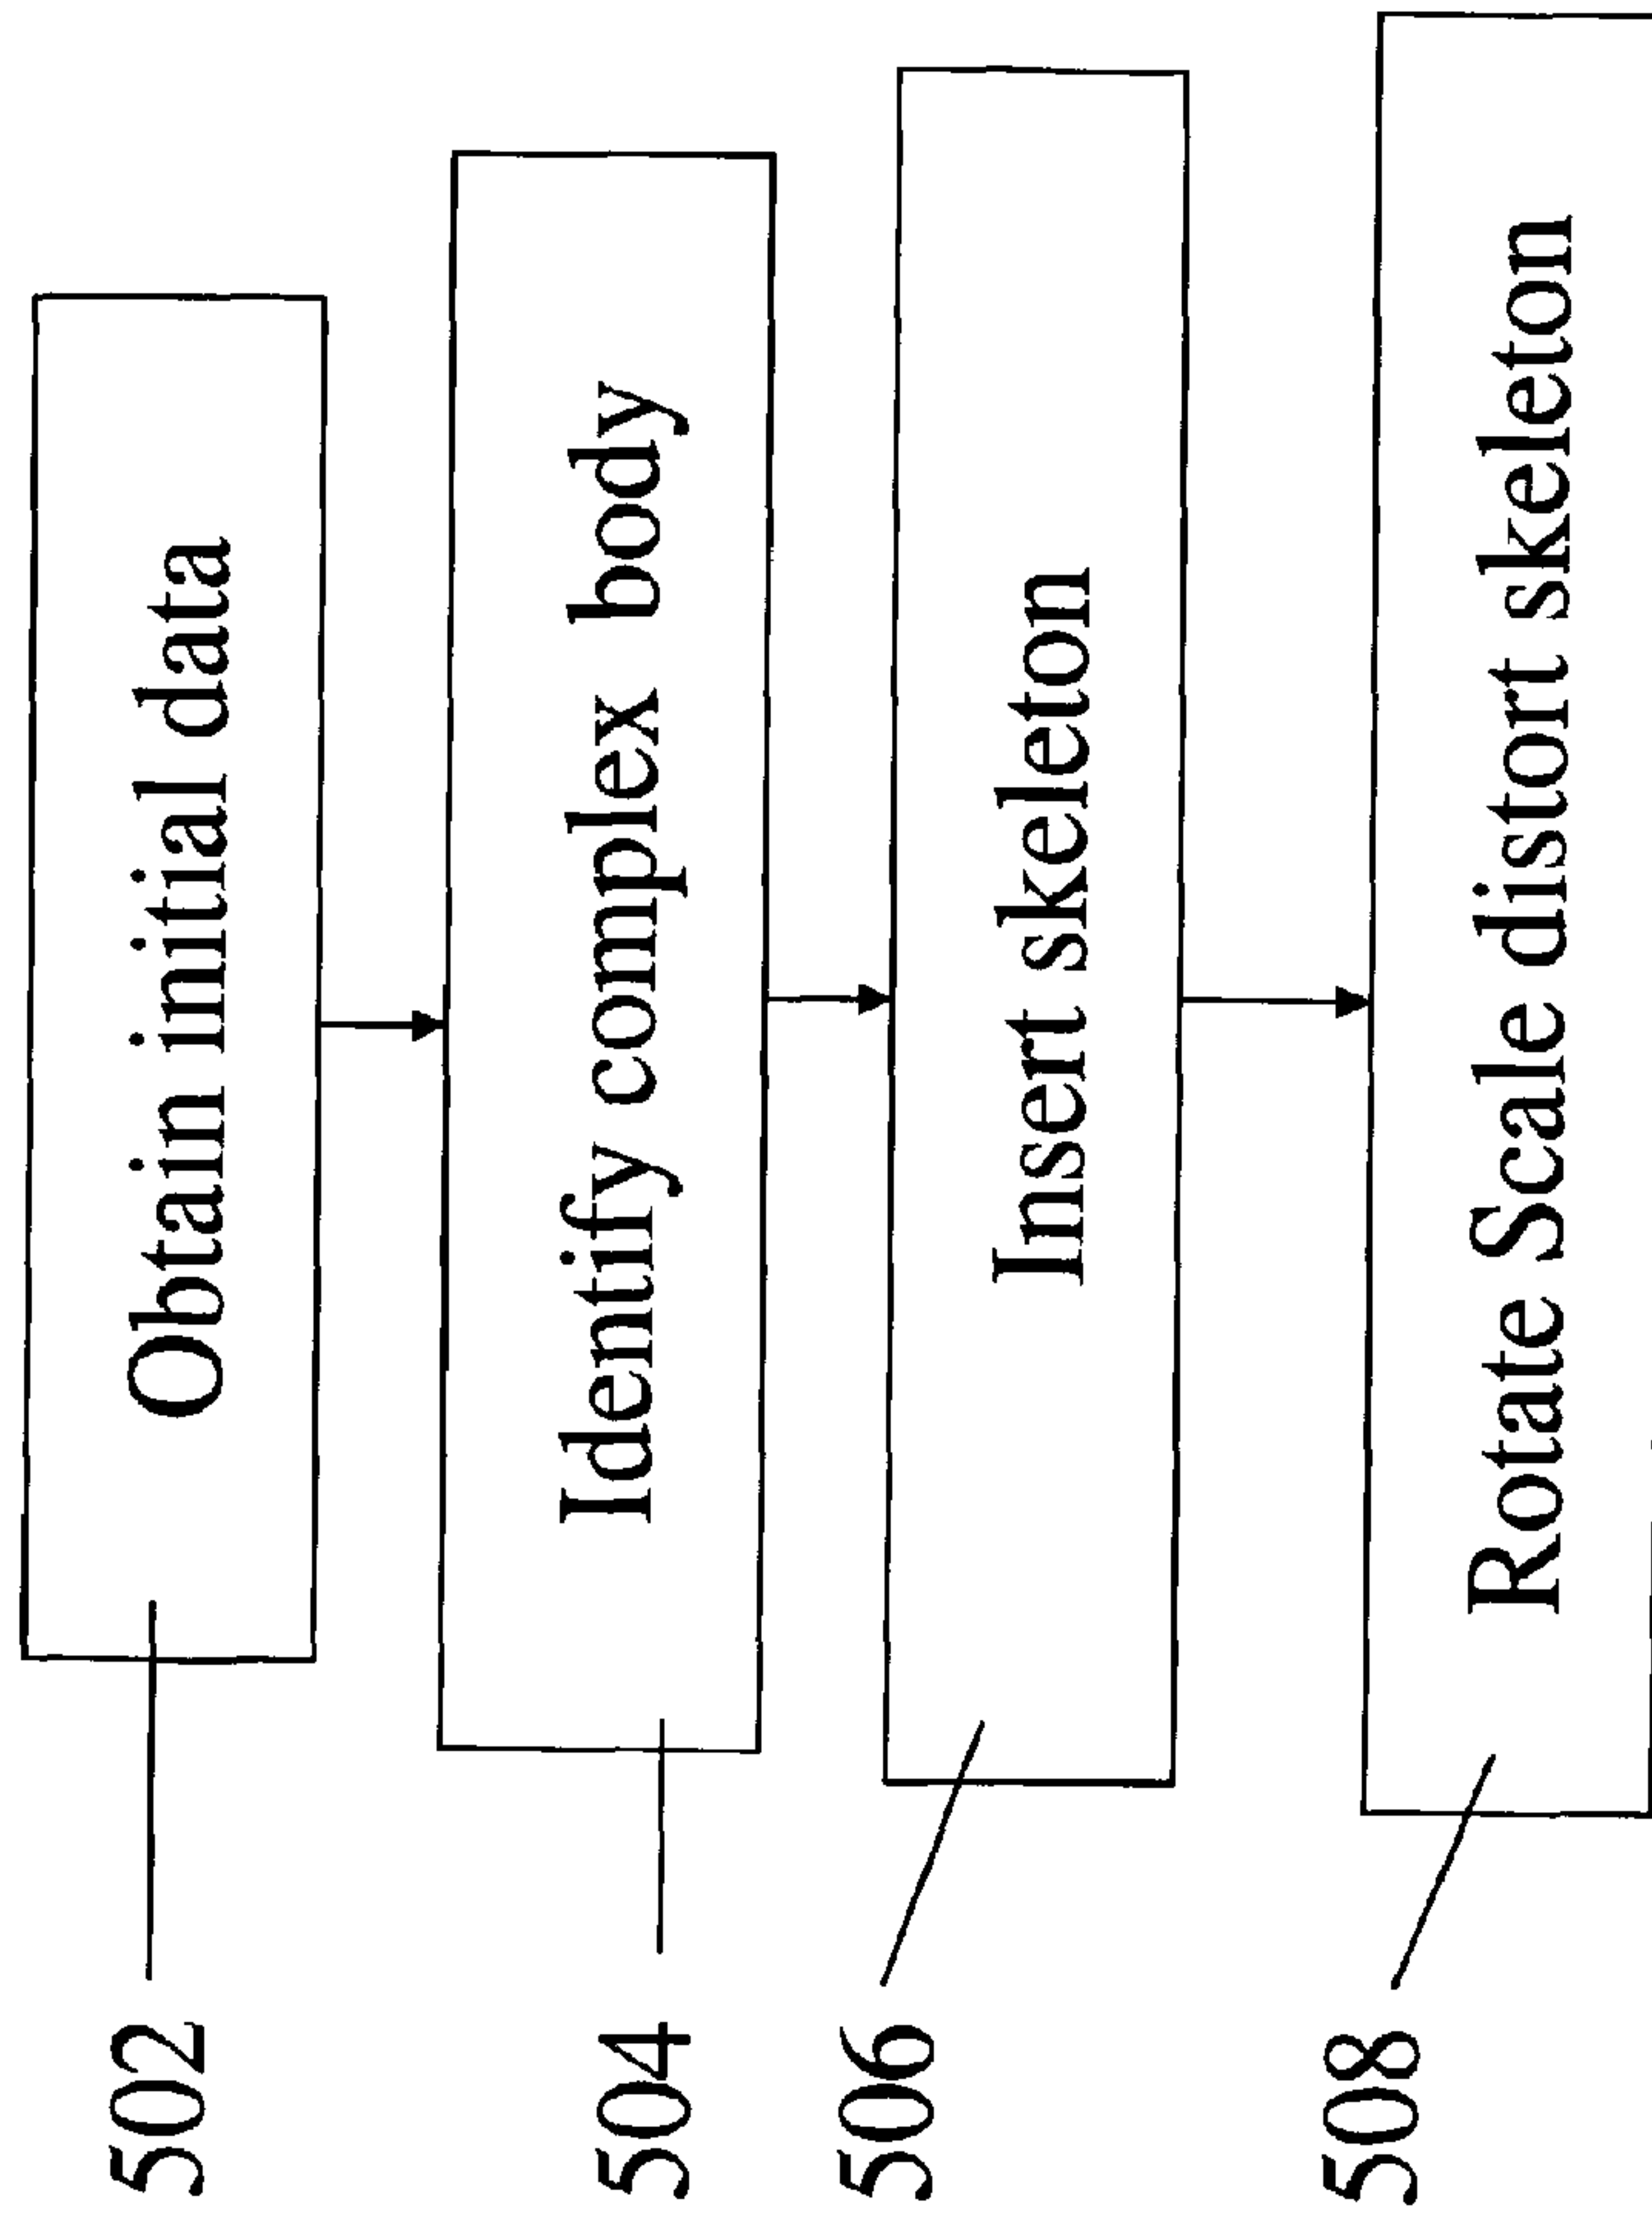 502
Obtain initial data
504
Identify complex body
506
Insert skeleton
508
Rotate Scale distort skeleton